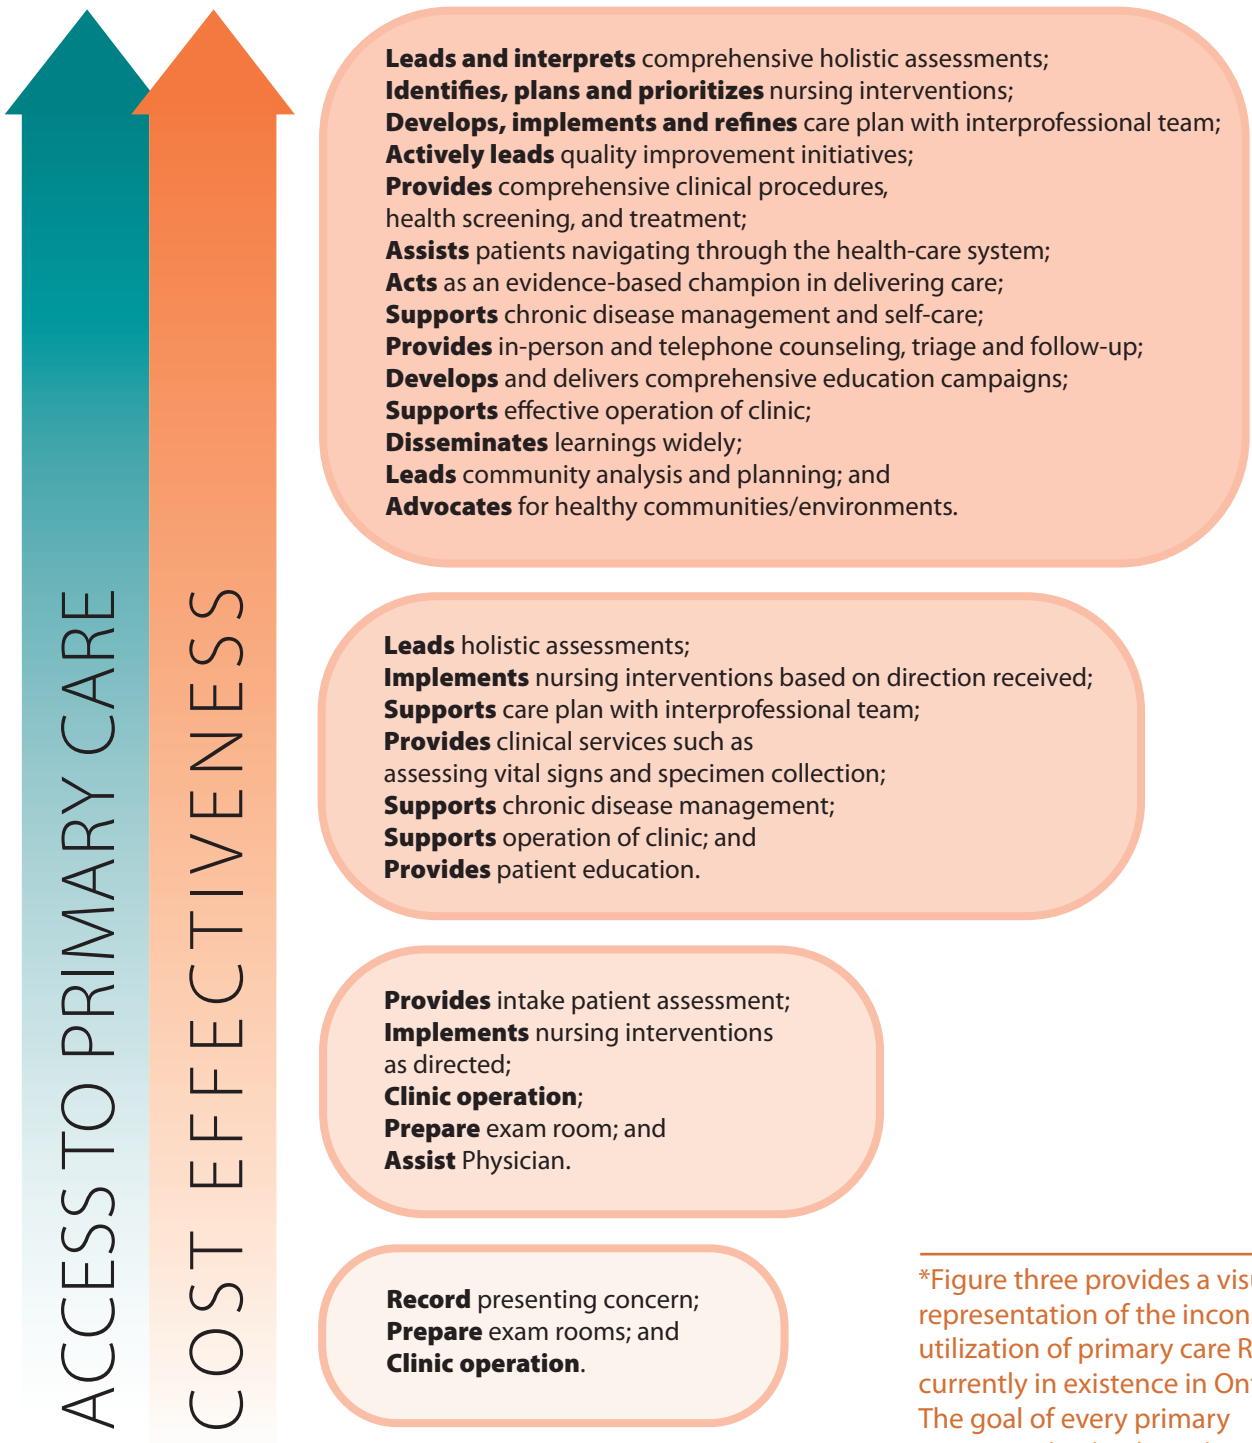 ACCESS TO PRIMARY CARE
COST EFFECTIVENESS
Leads and interprets comprehensive holistic assessments;
Identifies, plans and prioritizes nursing interventions;
Develops, implements and refines care plan with interprofessional team;
Actively leads quality improvement initiatives;
Provides comprehensive clinical procedures,
health screening, and treatment;
Assists patients navigating through the health-care system;
Acts as an evidence-based champion in delivering care;
Supports chronic disease management and self-care;
Provides in-person and telephone counseling, triage and follow-up;
Develops and delivers comprehensive education campaigns;
Supports effective operation of clinic;
Disseminates learnings widely;
Leads community analysis and planning; and
Advocates for healthy communities/environments.
Leads holistic assessments;
Implements nursing interventions based on direction received;
Supports care plan with interprofessional team;
Provides clinical services such as
assessing vital signs and specimen collection;
Supports chronic disease management;
Supports operation of clinic; and
Provides patient education.
Provides intake patient assessment;
Implements nursing interventions
as directed;
Clinic operation;
Prepare exam room; and
Assist Physician.
Record presenting concern;
Prepare exam rooms; and
Clinic operation.
*Figure three provides a
representation of the
utilization of primary care
currently in existence in
The goal of every primary